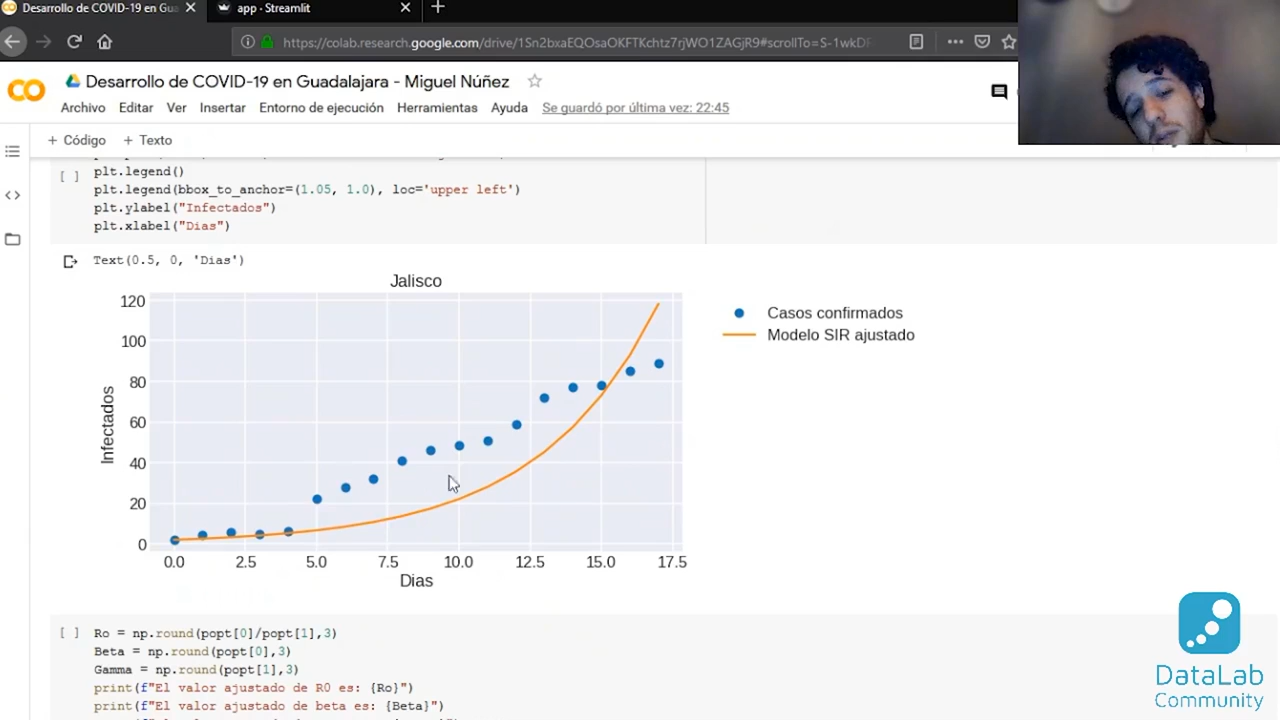 Desarrollo de COVID-19 en Gua
app - Streamlit
https://colab.research.google.com/drive/1Sn2bxaEQOsaOKFTKchtz7rjWO1ZAGjR9#scrollTo=S-1wkD
Desarrollo de COVID-19 en Guadalajara - Miguel Núñez
Archivo Editar Ver Insertar Entorno de ejecución Herramientas Ayuda Se guardó por última vez: 22:45
+ Código + Texto
plt.legend()
[ ] plt.legend(bbox_to_anchor=(1.05, 1.0), loc='upper left')
plt.ylabel("Infectados")
plt.xlabel("Dias")
Text(0.5, 0, 'Dias')
Jalisco
120
100
80
60
40
20
0
Infectados
0.0 2.5 5.0 7.5 10.0 12.5 15.0 17.5
Dias
Casos confirmados
Modelo SIR ajustado
[ ] Ro = np.round(popt[0]/popt[1],3)
Beta = np.round(popt[0],3)
Gamma = np.round(popt[1],3)
print(f"El valor ajustado de R0 es: {Ro}")
print(f"El valor ajustado de beta es: {Beta}")
DataLab
Community